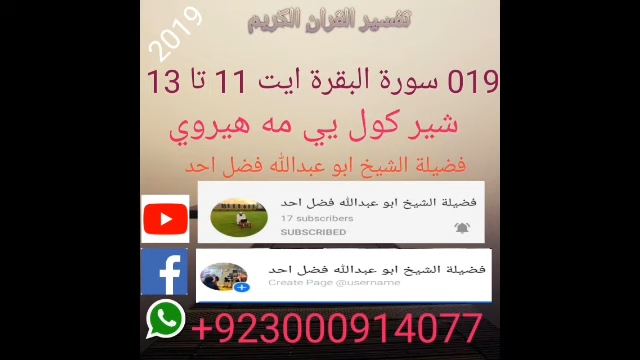 تفسير القرآن الكريم
2019
019 سورة البقرة ايت 11 تا 13
شير كول يي مه هيروي
فضيلة الشيخ ابو عبدالله فضل احد
فضيلة الشيخ ابو عبدالله فضل احد
17 subscribers
SUBSCRIBED
فضيلة الشيخ ابو عبدالله فضل احد
Create Page @username
+923000914077